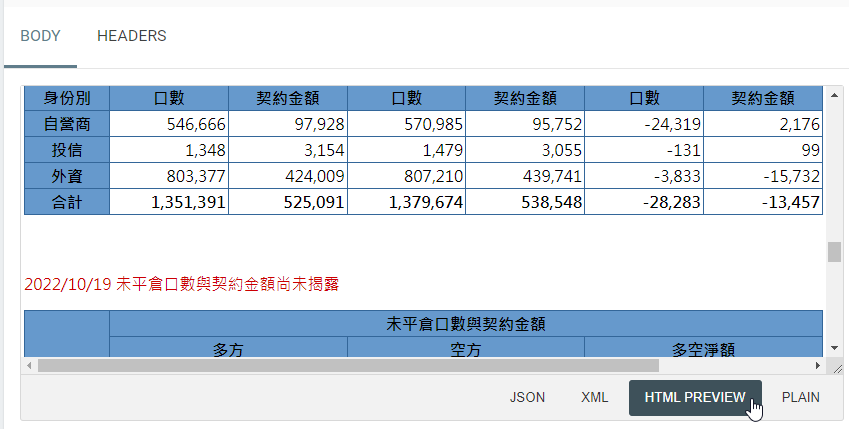 BODY HEADERS
身份別 口數 契約金額 口數 契約金額 口數 契約金額
自營商 546,666 97,928 570,985 95,752 -24,319 2,176
投信 1,348 3,154 1,479 3,055 -131 99
外資 803,377 424,009 807,210 439,741 -3,833 -15,732
合計 1,351,391 525,091 1,379,674 538,548 -28,283 -13,457
2022/10/19 未平倉口數與契約金額尚未揭露
未平倉口數與契約金額
多方 空方 多空淨額
JSON XML HTML PREVIEW PLAIN